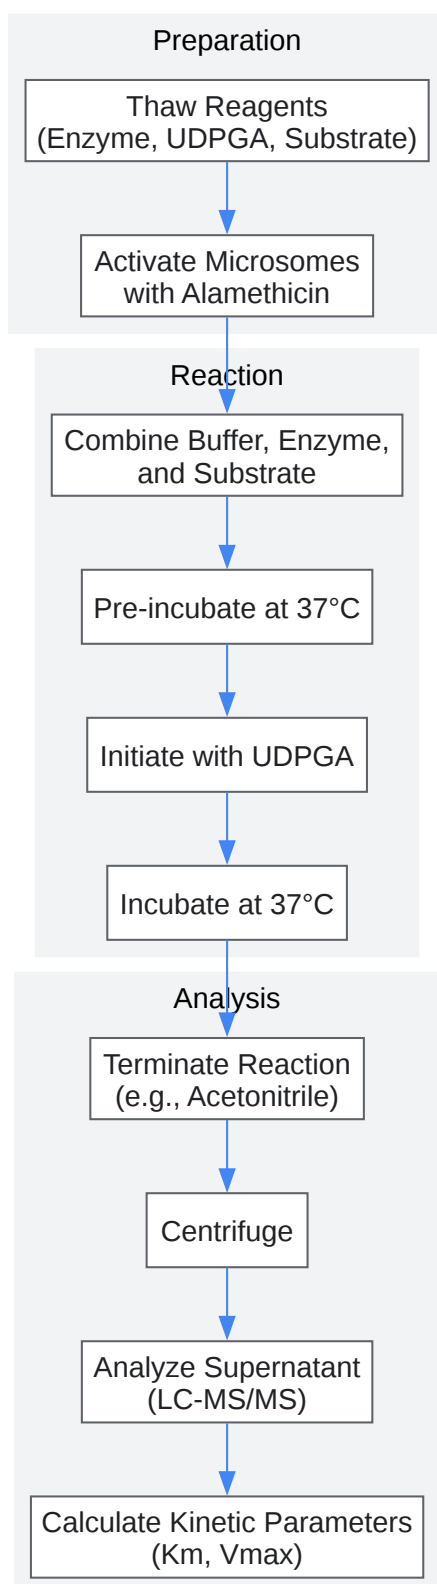 Preparation
Thaw Reagents
(Enzyme, UDPGA, Substrate)
Activate Microsomes
with Alamethicin
Reaction
Combine Buffer, Enzyme,
and Substrate
Pre-incubate at 37°C
Initiate with UDPGA
Incubate at 37°C
Analysis
Terminate Reaction
(e.g., Acetonitrile)
Centrifuge
Analyze Supernatant
(LC-MS/MS)
Calculate Kinetic Parameters
(Km, Vmax)